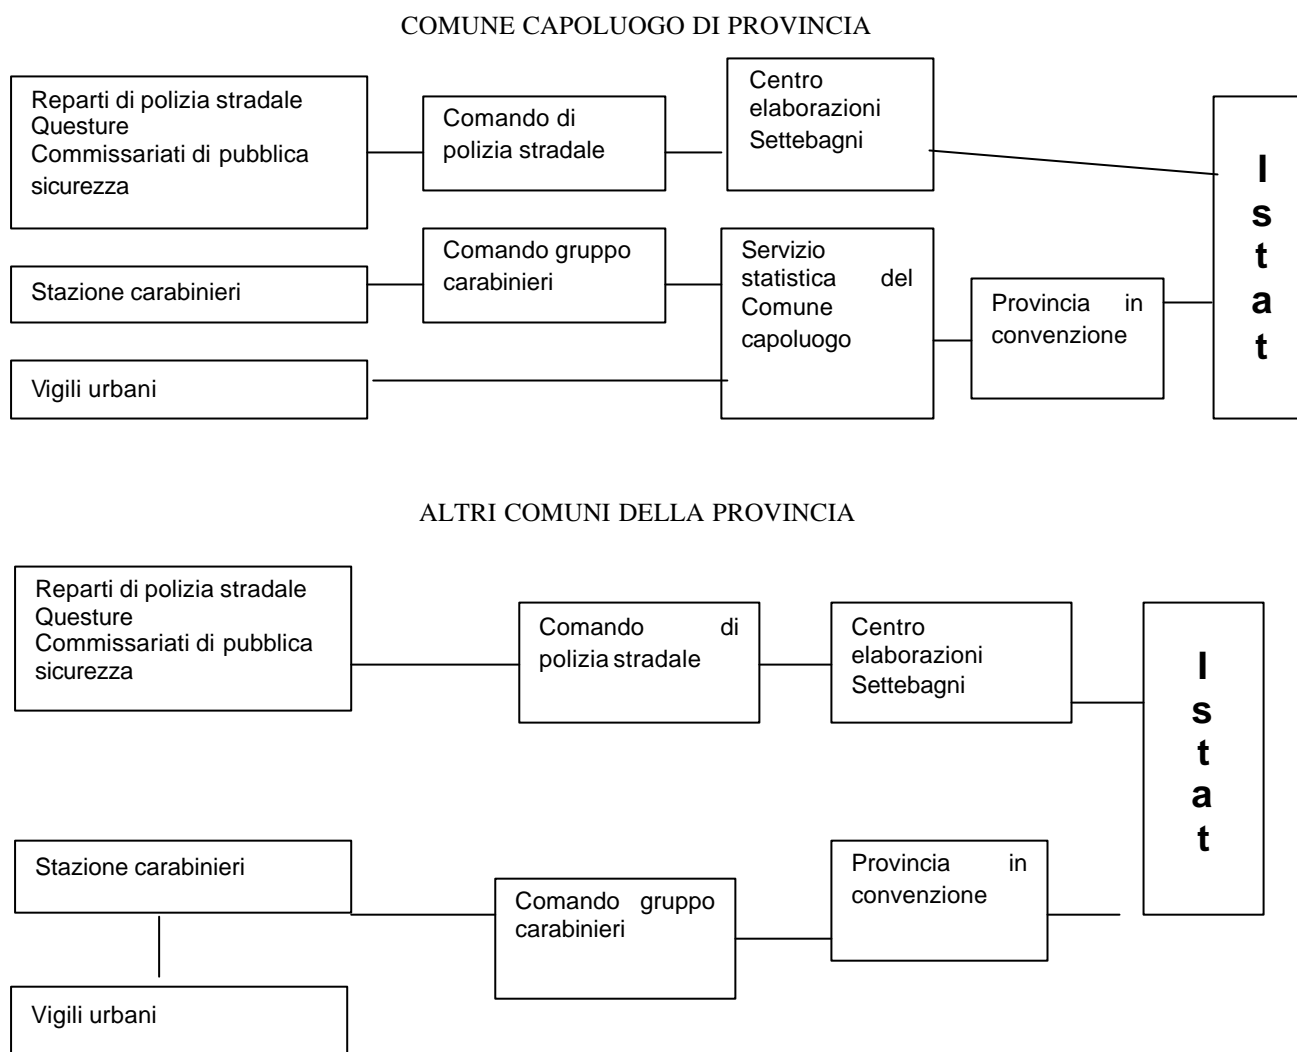 COMUNE CAPOLUOGO DI PROVINCIA
Reparti di polizia stradale
Questure
Commissariati di pubblica
sicurezza
Comando di
polizia stradale
Centro
elaborazioni
Settebagni
Stazione carabinieri
Comando gruppo
carabinieri
Servizio
statistica del
Comune
capoluogo
Provincia in
convenzione
Vigili urbani
I
s
t
a
t
ALTRI COMUNI DELLA PROVINCIA
Reparti di polizia stradale
Questure
Commissariati di pubblica
sicurezza
Comando di
polizia stradale
Centro
elaborazioni
Settebagni
I
s
t
a
t
Stazione carabinieri
Comando gruppo
carabinieri
Provincia in
convenzione
Vigili urbani